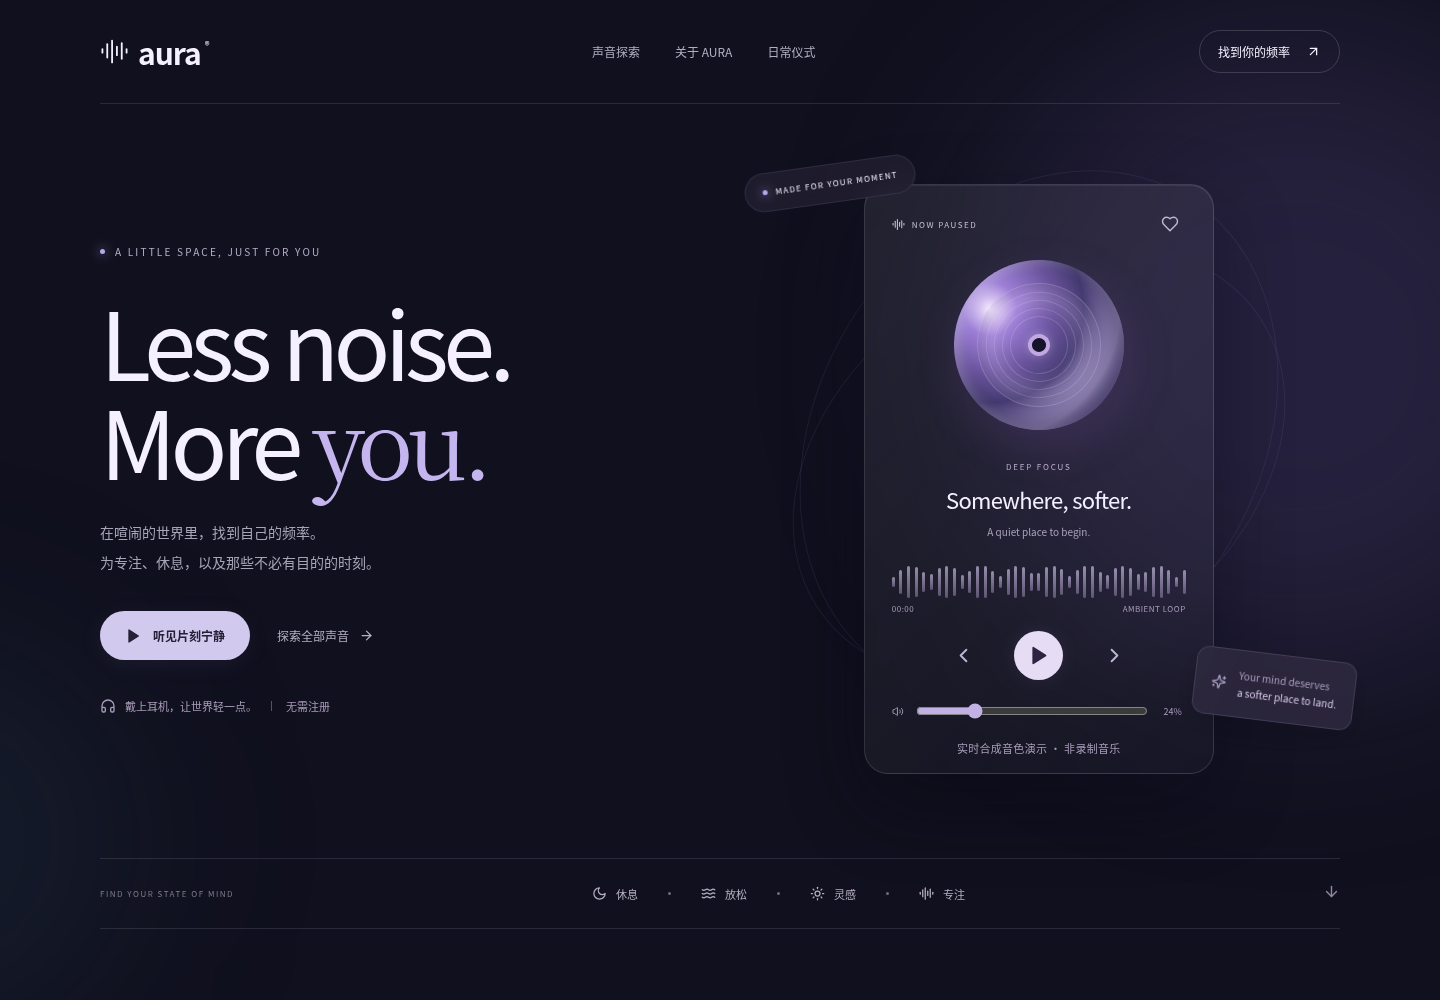 aura®
声音探索
关于 AURA
日常仪式
找到你的频率
MADE FOR YOUR MOMENT
NOW PAUSED
A LITTLE SPACE, JUST FOR YOU
Less noise.
More you.
在喧闹的世界里，找到自己的频率。
为专注、休息，以及那些不必有目的的时刻。
听见片刻宁静
探索全部声音
戴上耳机，让世界轻一点。
无需注册
DEEP FOCUS
Somewhere, softer.
A quiet place to begin.
00:00
AMBIENT LOOP
24%
实时合成音色演示 · 非录制音乐
Your mind deserves
a softer place to land.
FIND YOUR STATE OF MIND
休息
放松
灵感
专注